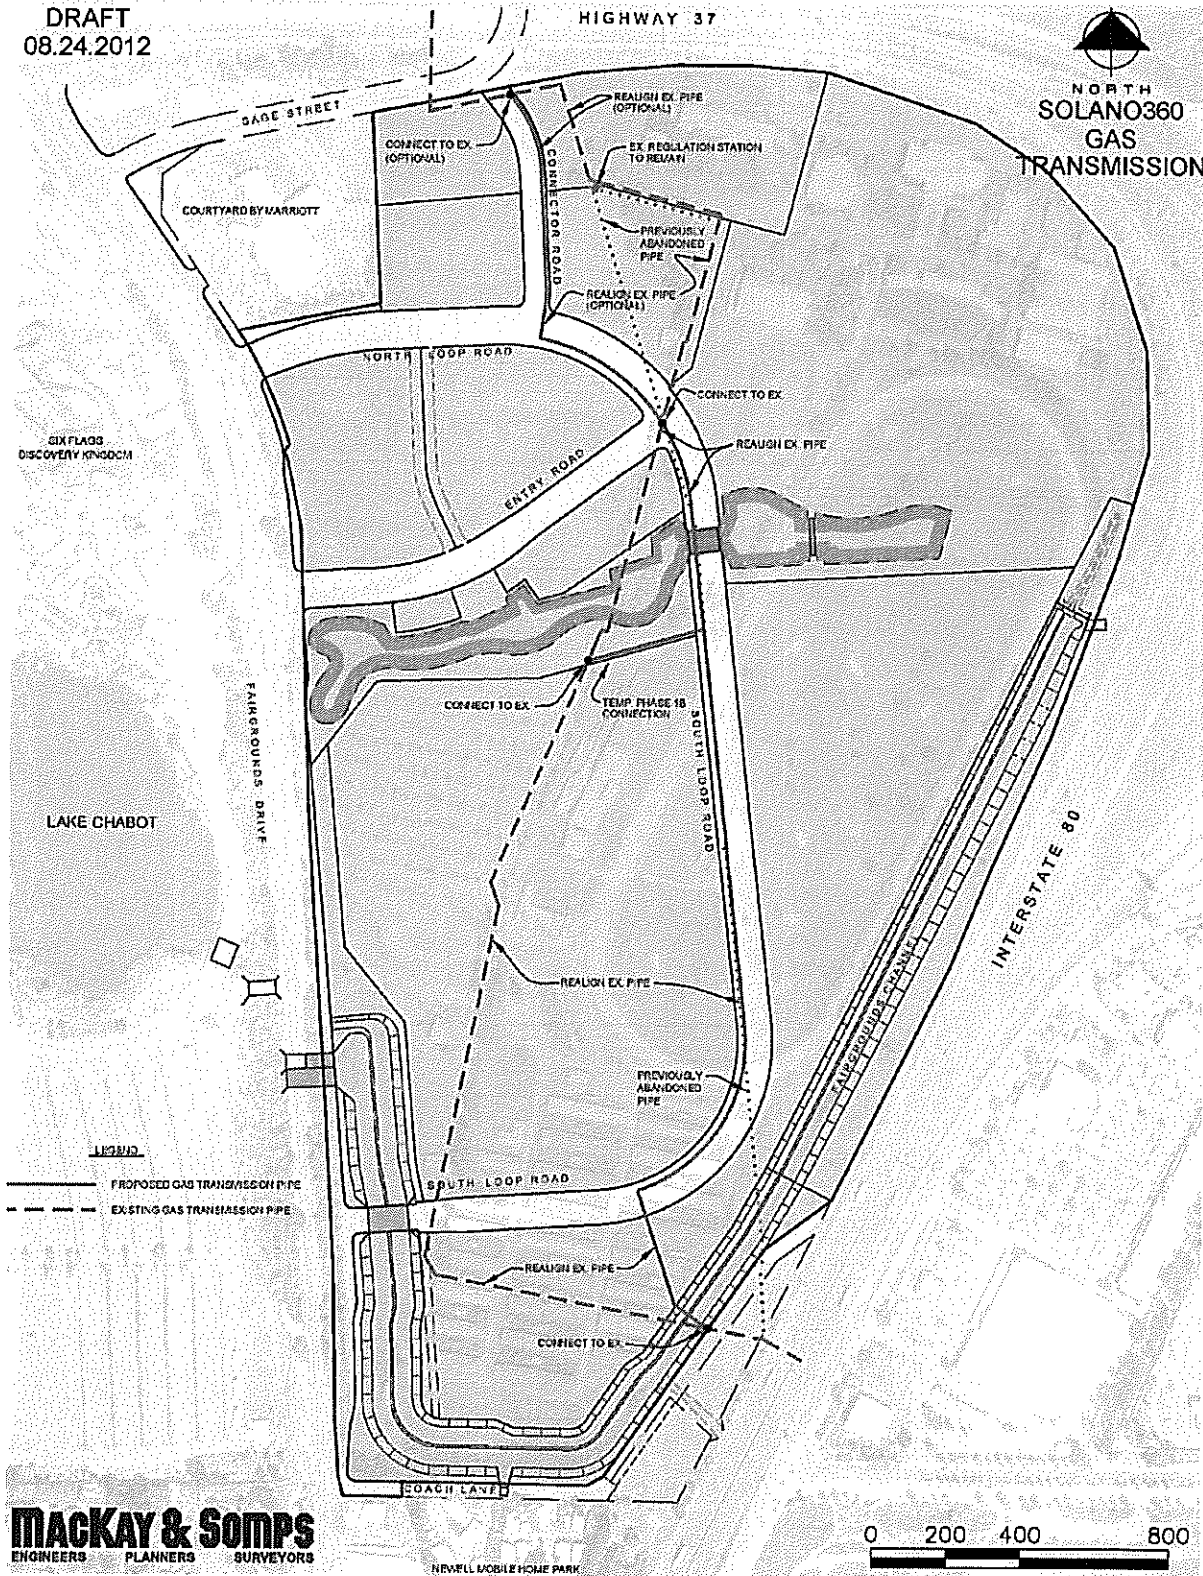 DRAFT
08.24.2012
HIGHWAY 37
NORTH
SOLANO360
GAS
TRANSMISSION
SAGE STREET
REALIGN EX. PIPE
(OPTIONAL)
CONNECT TO EX.
(OPTIONAL)
EX. REGULATION STATION
TO REMAIN
CONNECTOR ROAD
COURTYARD BY MARRIOTT
PREVIOUSLY
ABANDONED
PIPE
REALIGN EX. PIPE
(OPTIONAL)
NORTH LOOP ROAD
CONNECT TO EX.
SIX FLAGS
DISCOVERY KINGDOM
REALIGN EX. PIPE
ENTRY ROAD
CONNECT TO EX.
TEMP. PHASE 1B
CONNECTION
FAIRGROUNDS DRIVE
SOUTH LOOP ROAD
LAKE CHABOT
INTERSTATE 80
REALIGN EX. PIPE
FAIRGROUNDS CHANNEL
PREVIOUSLY
ABANDONED
PIPE
LEGEND
PROPOSED GAS TRANSMISSION PIPE
EXISTING GAS TRANSMISSION PIPE
SOUTH LOOP ROAD
REALIGN EX. PIPE
CONNECT TO EX.
COACH LANE
MACKAY & SOMPS
ENGINEERS PLANNERS SURVEYORS
NEWELL MOBILE HOME PARK
0 200 400 800